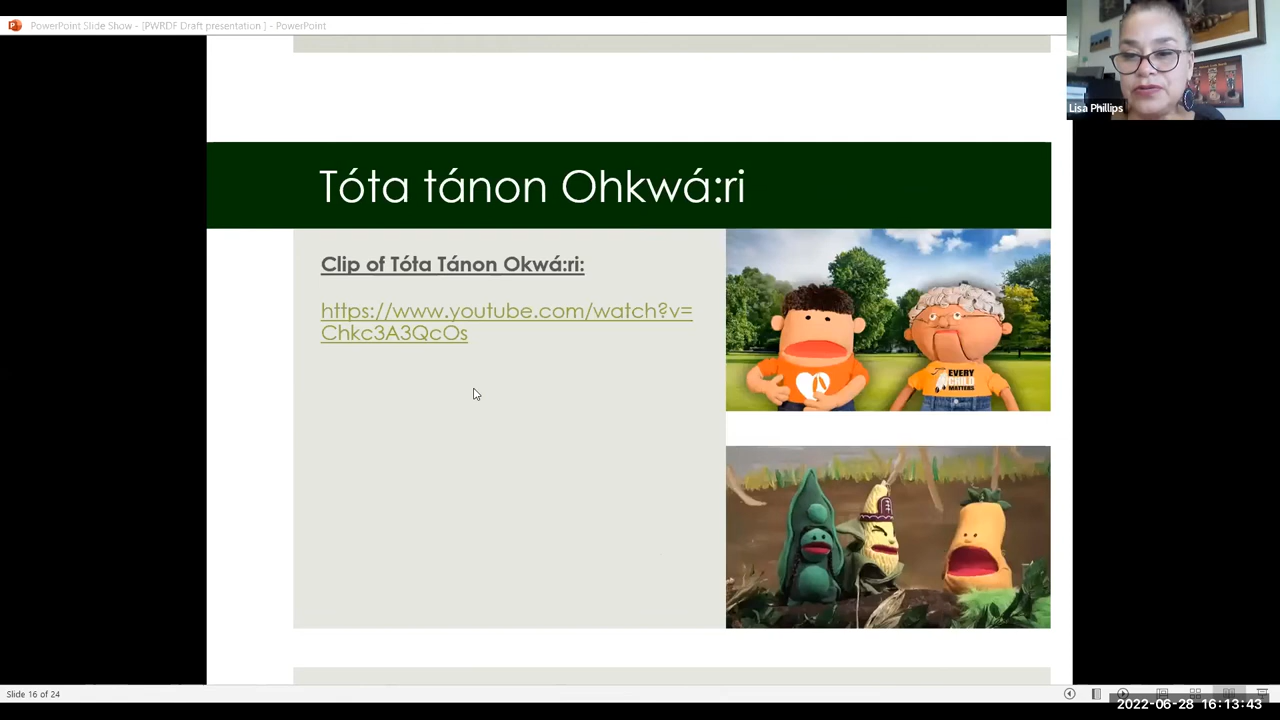 PowerPoint Slide Show - [PWRDF Draft presentation ] - PowerPoint
Lisa Phillips
Tóta tánon Ohkwá:ri
Clip of Tóta Tánon Okwá:ri:
https://www.youtube.com/watch?v=
Chkc3A3QcOs
EVERY
CHILD
MATTERS
Slide 16 of 24
2022-06-28 16:13:43